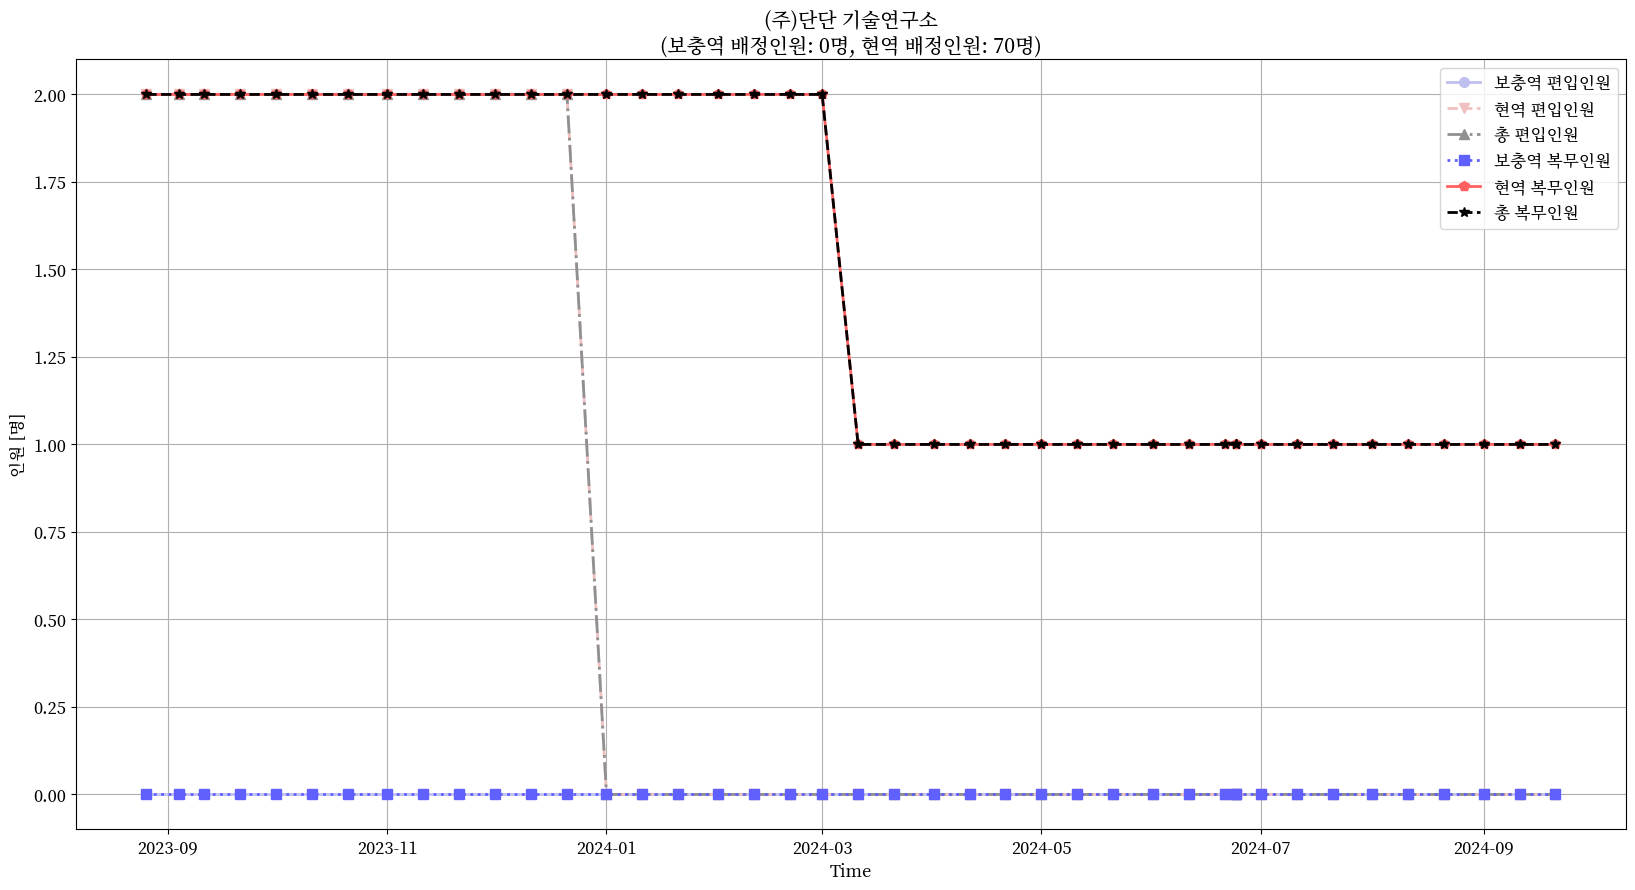 (주)단단 기술연구소
(보충역 배정인원: 0명, 현역 배정인원: 70명)
보충역 편입인원
현역 편입인원
총 편입인원
보충역 복무인원
현역 복무인원
총 복무인원
인원 [명]
2.00
1.75
1.50
1.25
1.00
0.75
0.50
0.25
0.00
2023-09
2023-11
2024-01
2024-03
2024-05
2024-07
2024-09
Time